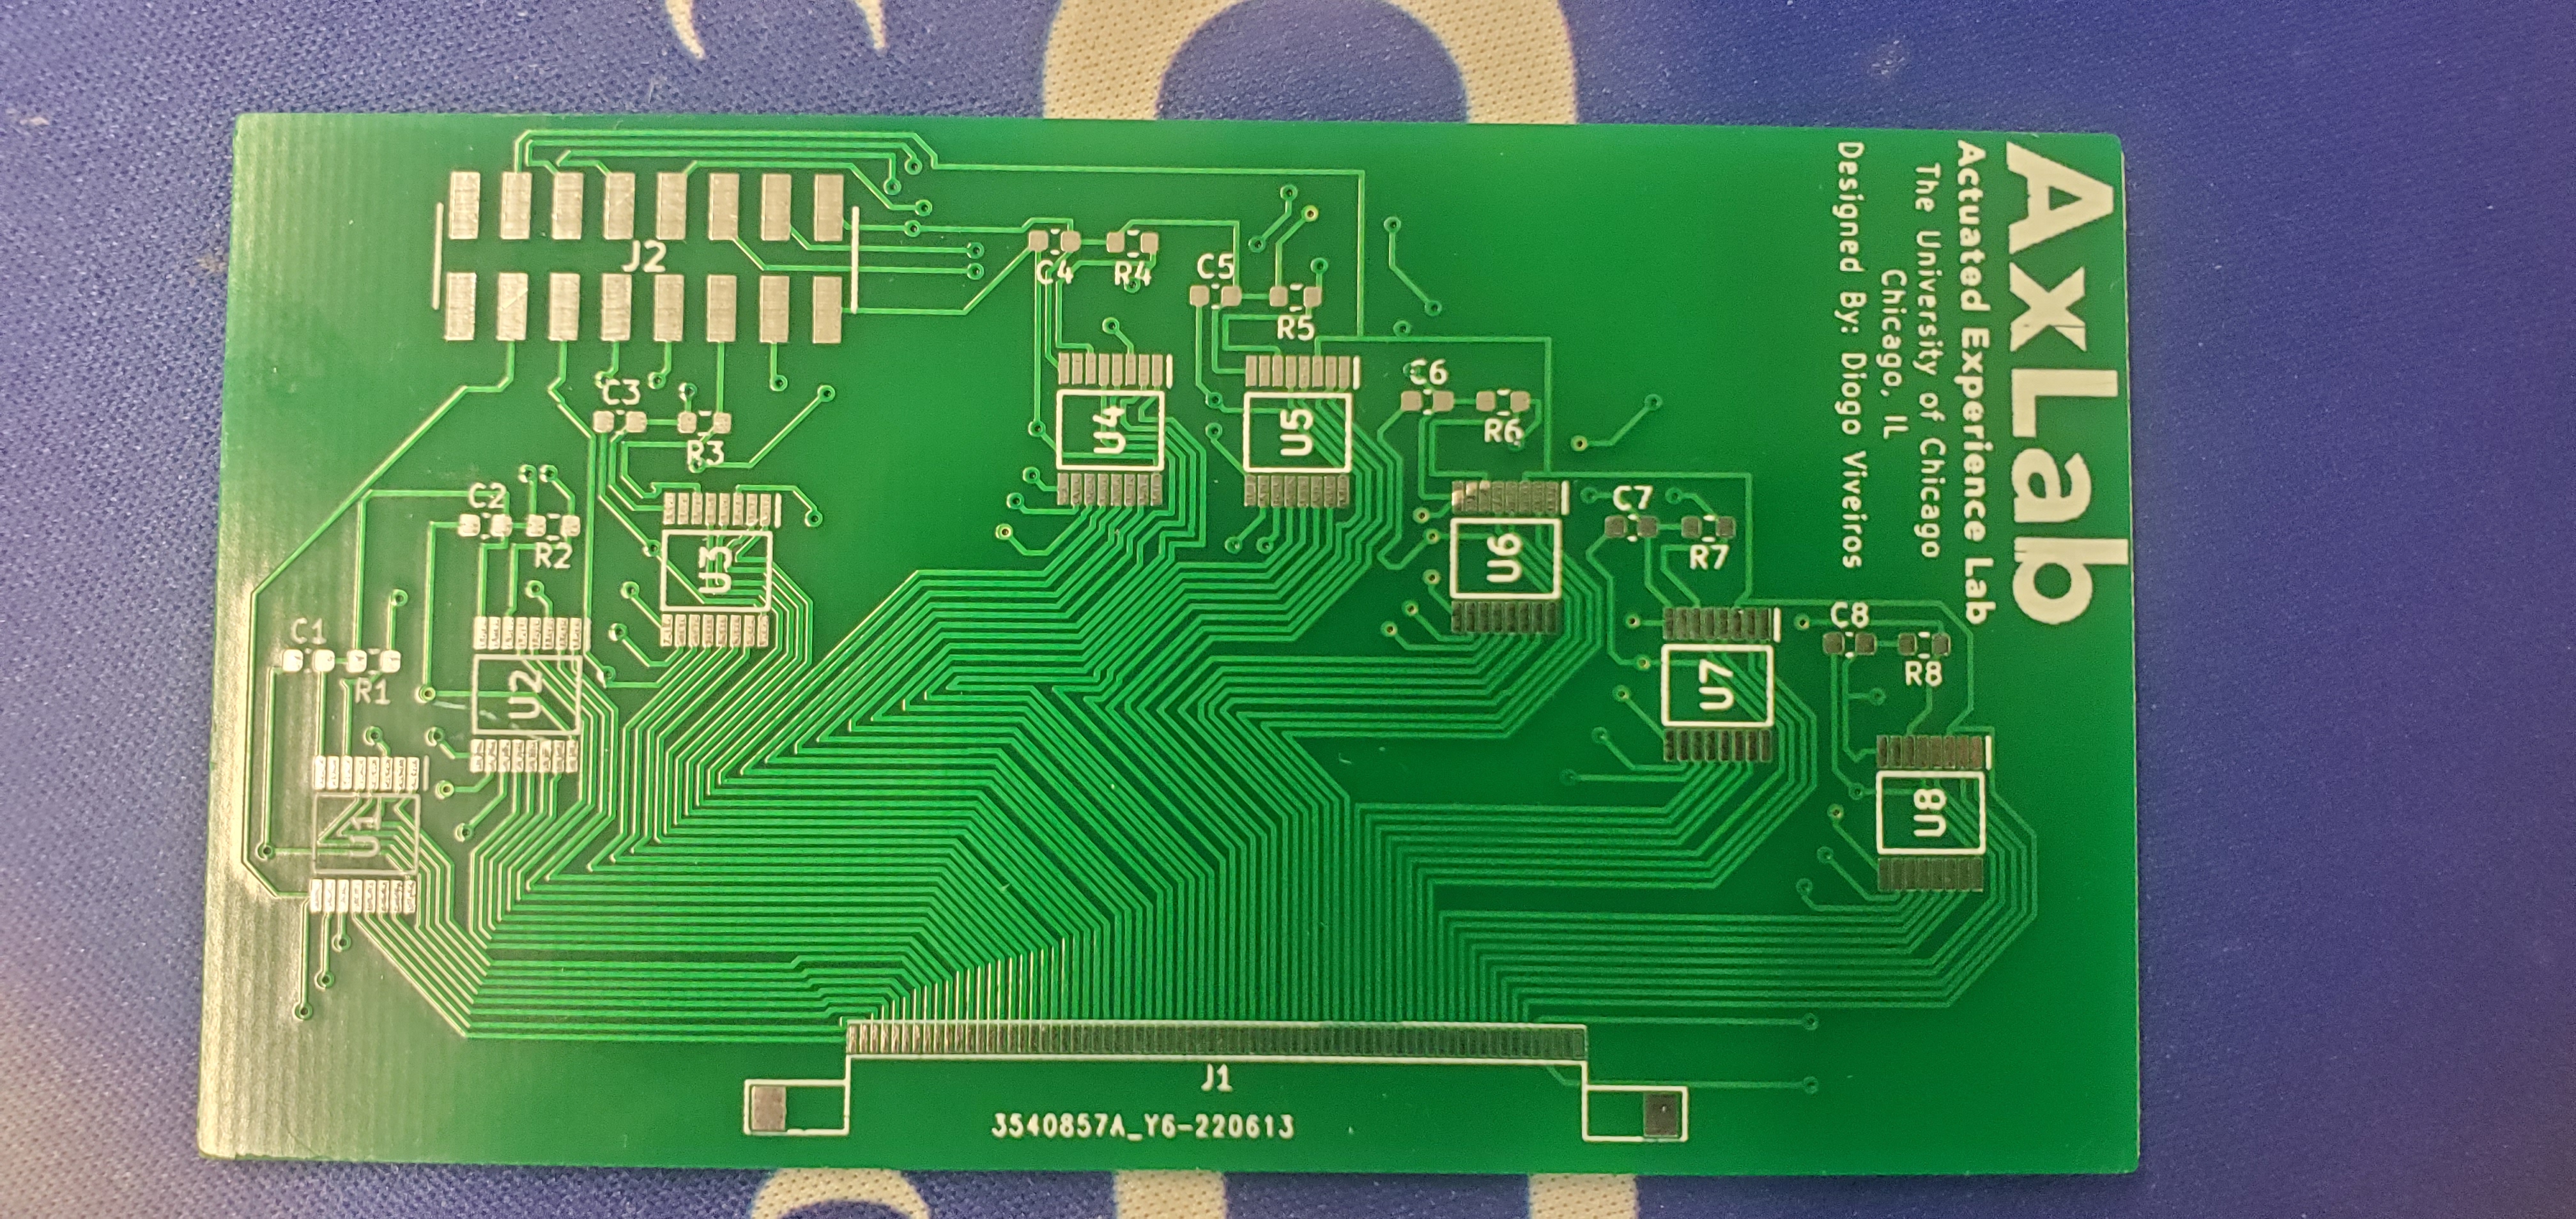 U1
C1
R1
U2
C2
R2
U3
C3
R3
J2
U4
C4
R4
U5
C5
R5
U6
C6
R6
U7
C7
R7
U8
C8
R8
J1
3540857A_Y6-220613
AxLab
Actuated Experience Lab
The University of Chicago
Chicago, IL
Designed By: Diogo Viveiros